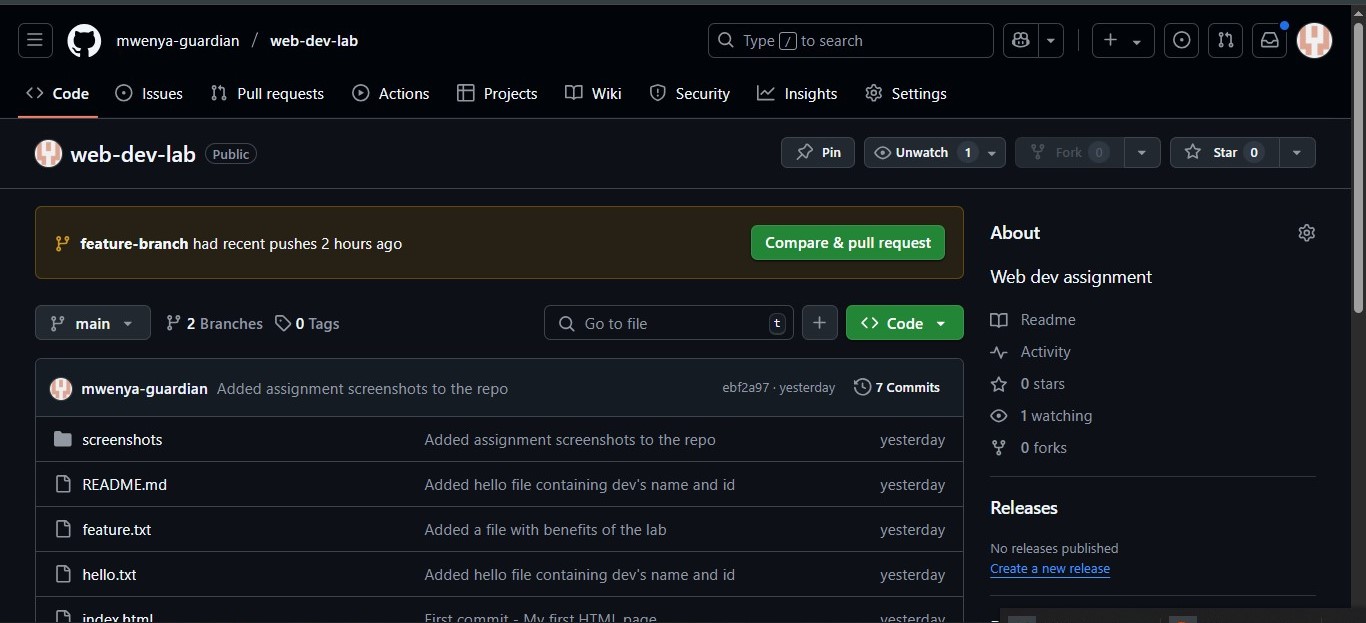 mwenya-guardian / web-dev-lab
Type / to search
Code Issues Pull requests Actions Projects Wiki Security Insights Settings
web-dev-lab Public
Pin Unwatch 1 Fork 0 Star 0
feature-branch had recent pushes 2 hours ago
Compare & pull request
main 2 Branches 0 Tags
Go to file t
Code
mwenya-guardian Added assignment screenshots to the repo ebf2a97 · yesterday 7 Commits
screenshots Added assignment screenshots to the repo yesterday
README.md Added hello file containing dev's name and id yesterday
feature.txt Added a file with benefits of the lab yesterday
hello.txt Added hello file containing dev's name and id yesterday
index.html First commit - My first HTML page yesterday
About
Web dev assignment
Readme
Activity
0 stars
1 watching
0 forks
Releases
No releases published
Create a new release